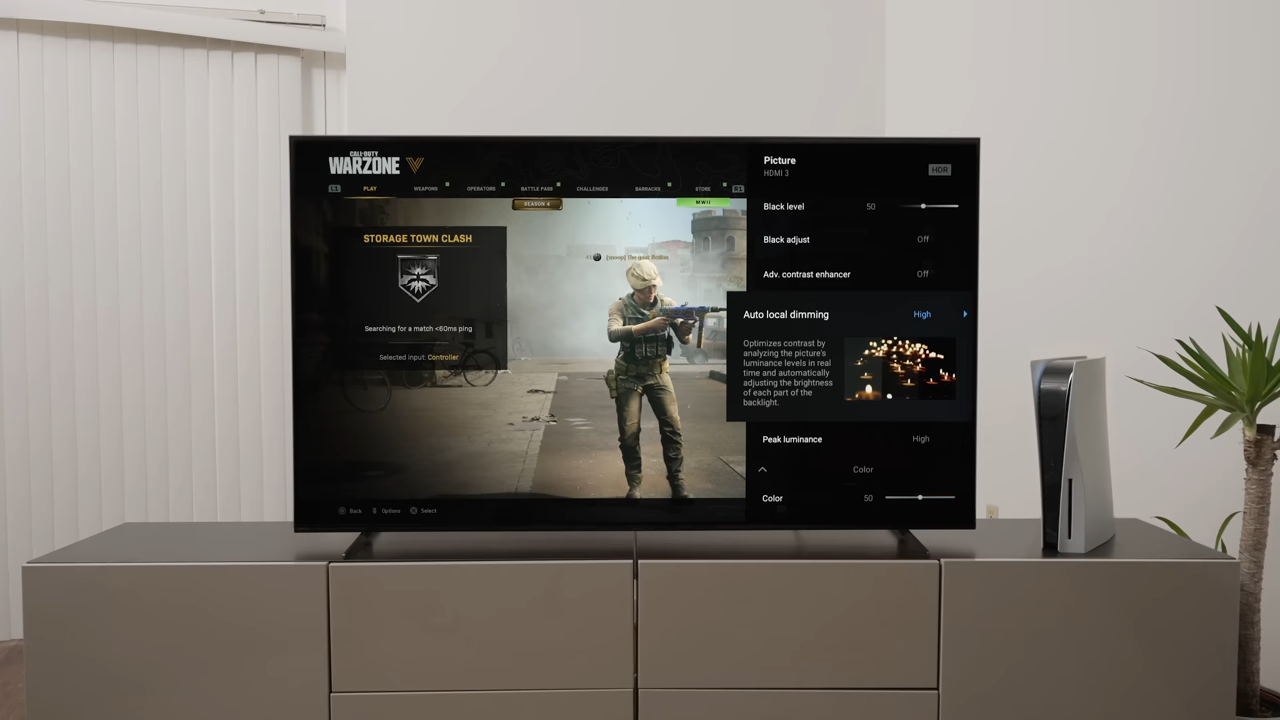 CALL OF DUTY
WARZONE
L1 PLAY WEAPONS OPERATORS BATTLE PASS CHALLENGES BARRACKS STORE R1
SEASON 4
MWII
STORAGE TOWN CLASH
Searching for a match <60ms ping
Selected input: Controller
Back Options Select
Picture
HDMI 3
HDR
Black level 50
Black adjust Off
Adv. contrast enhancer Off
Auto local dimming High
Optimizes contrast by
analyzing the picture's
luminance levels in real
time and automatically
adjusting the brightness
of each part of the
backlight.
Peak luminance High
Color
Color 50